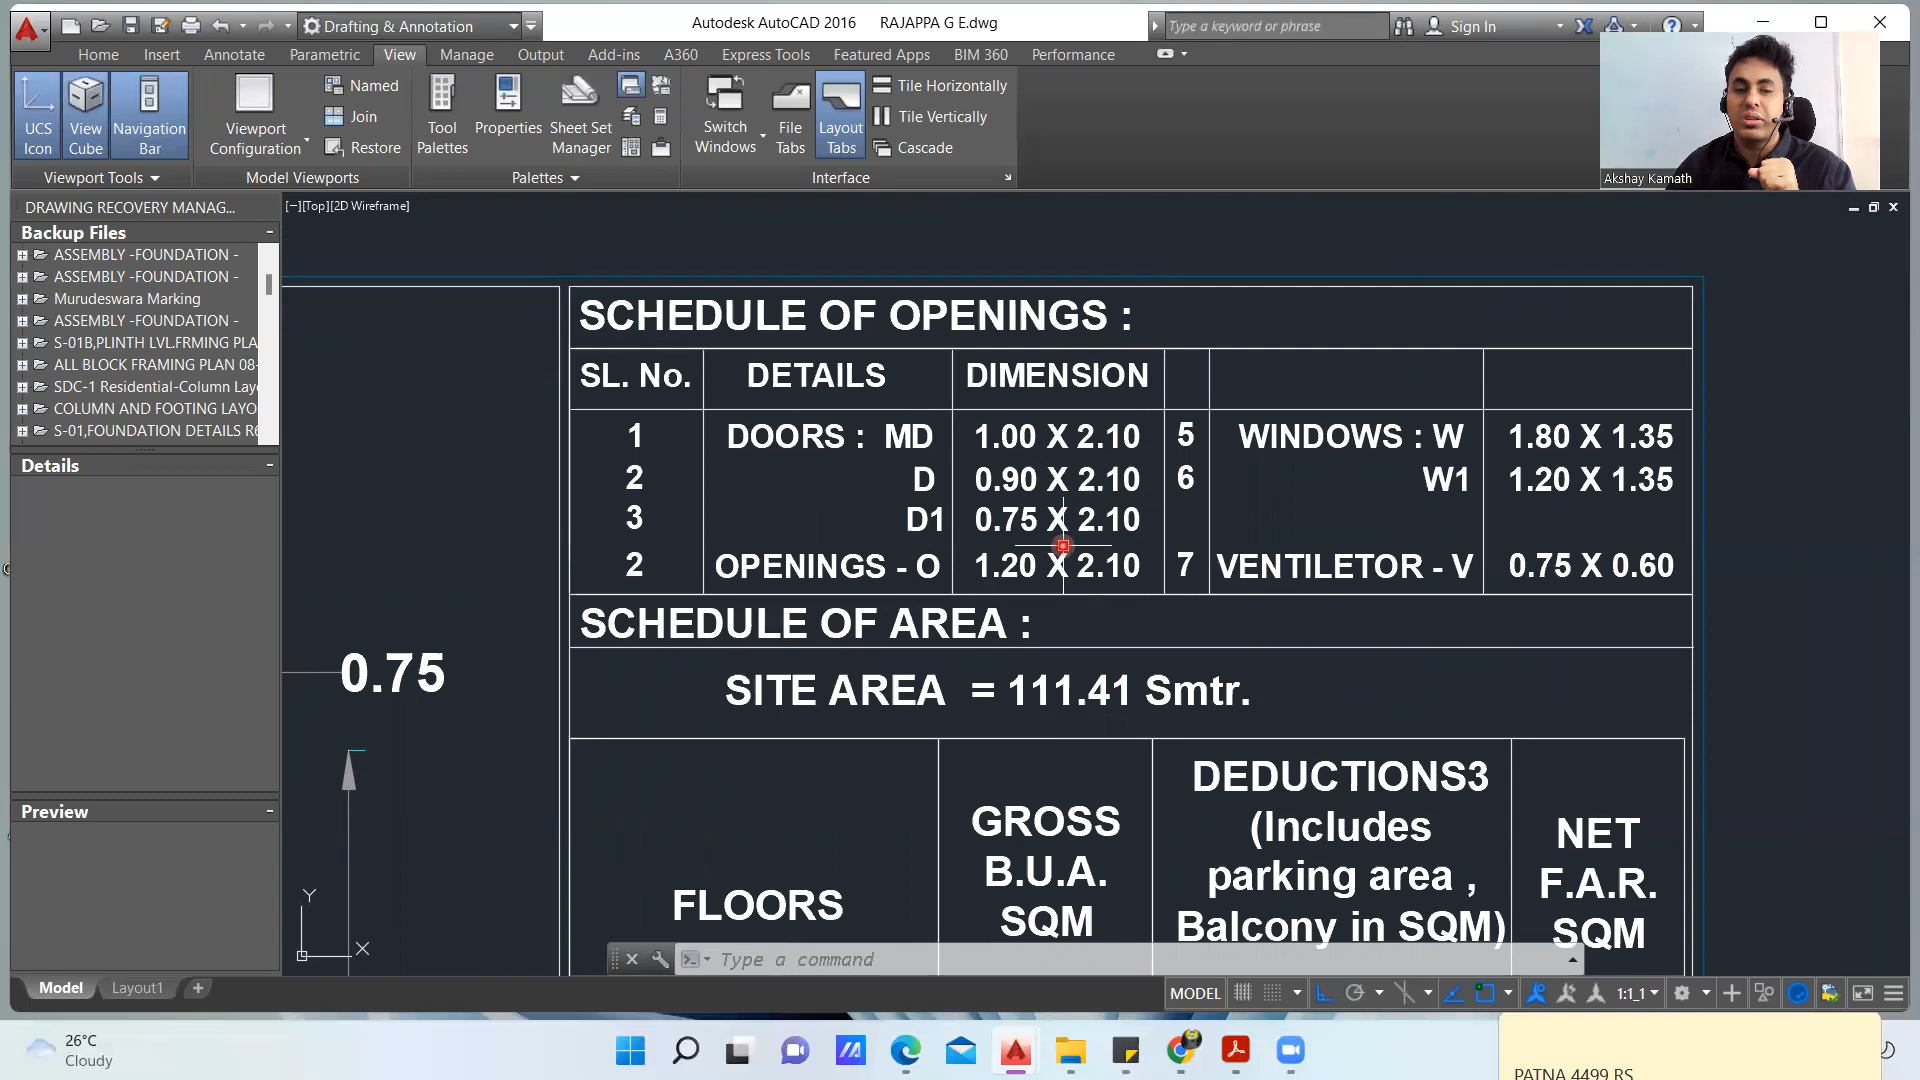 Drafting & Annotation
Autodesk AutoCAD 2016 RAJAPPA G E.dwg
Type a keyword or phrase
Sign In
Home Insert Annotate Parametric View Manage Output Add-ins A360 Express Tools Featured Apps BIM 360 Performance
UCS Icon
View Cube
Navigation Bar
Viewport Configuration
Named
Join
Restore
Tool Palettes
Properties
Sheet Set Manager
Switch Windows
File Tabs
Layout Tabs
Tile Horizontally
Tile Vertically
Cascade
Viewport Tools
Model Viewports
Palettes
Interface
Akshay Kamath
DRAWING RECOVERY MANAG...
[−][Top][2D Wireframe]
Backup Files
ASSEMBLY -FOUNDATION -
ASSEMBLY -FOUNDATION -
Murudeswara Marking
ASSEMBLY -FOUNDATION -
S-01B,PLINTH LVL.FRMING PLA
ALL BLOCK FRAMING PLAN 08-
SDC-1 Residential-Column Lay
COLUMN AND FOOTING LAYO
S-01,FOUNDATION DETAILS R6
Details
Preview
SCHEDULE OF OPENINGS :
SL. No. DETAILS DIMENSION
1 DOORS : MD 1.00 X 2.10 5 WINDOWS : W 1.80 X 1.35
2 D 0.90 X 2.10 6 W1 1.20 X 1.35
3 D1 0.75 X 2.10
2 OPENINGS - O 1.20 X 2.10 7 VENTILETOR - V 0.75 X 0.60
SCHEDULE OF AREA :
SITE AREA = 111.41 Smtr.
0.75
FLOORS
GROSS
B.U.A.
SQM
DEDUCTIONS3
(Includes
parking area ,
Balcony in SQM)
NET
F.A.R.
SQM
Y
X
Type a command
Model Layout1
MODEL
1:1_1
26°C
Cloudy
PATNA 4499 RS